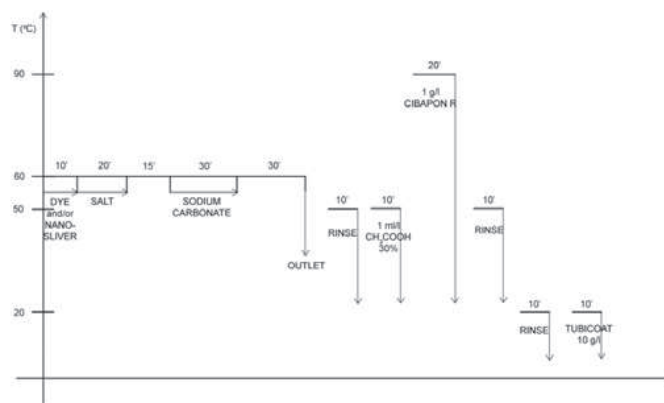 T (ºC)
90
20'
1 g/l
CIBAPON R
10'
20'
15'
30'
30'
60
DYE
and/or
NANO-
SLIVER
SALT
SODIUM
CARBONATE
OUTLET
50
10'
RINSE
10'
1 ml/l
CH3COOH
30%
10'
RINSE
20
10'
RINSE
10'
TUBICOAT
10 g/l